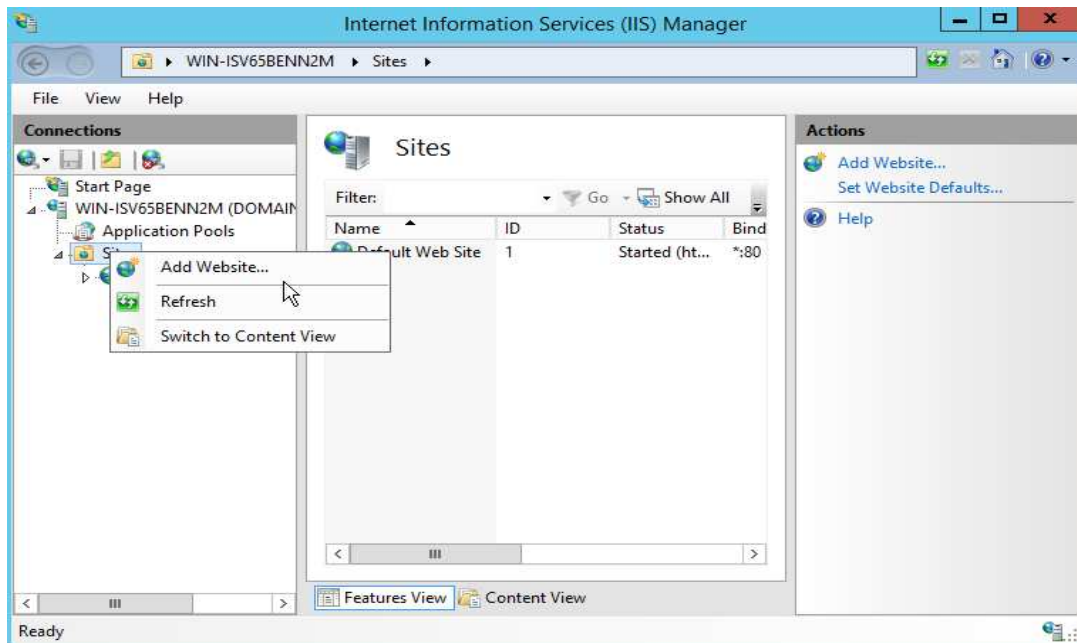 Internet Information Services (IIS) Manager
WIN-ISV65BENN2M ▸ Sites ▸
File View Help
Connections
Start Page
WIN-ISV65BENN2M (DOMAIN
Application Pools
Add Website...
Refresh
Switch to Content View
Sites
Filter: Go Show All
Name ID Status Bind
Default Web Site 1 Started (ht... *:80
Features View Content View
Actions
Add Website...
Set Website Defaults...
Help
Ready